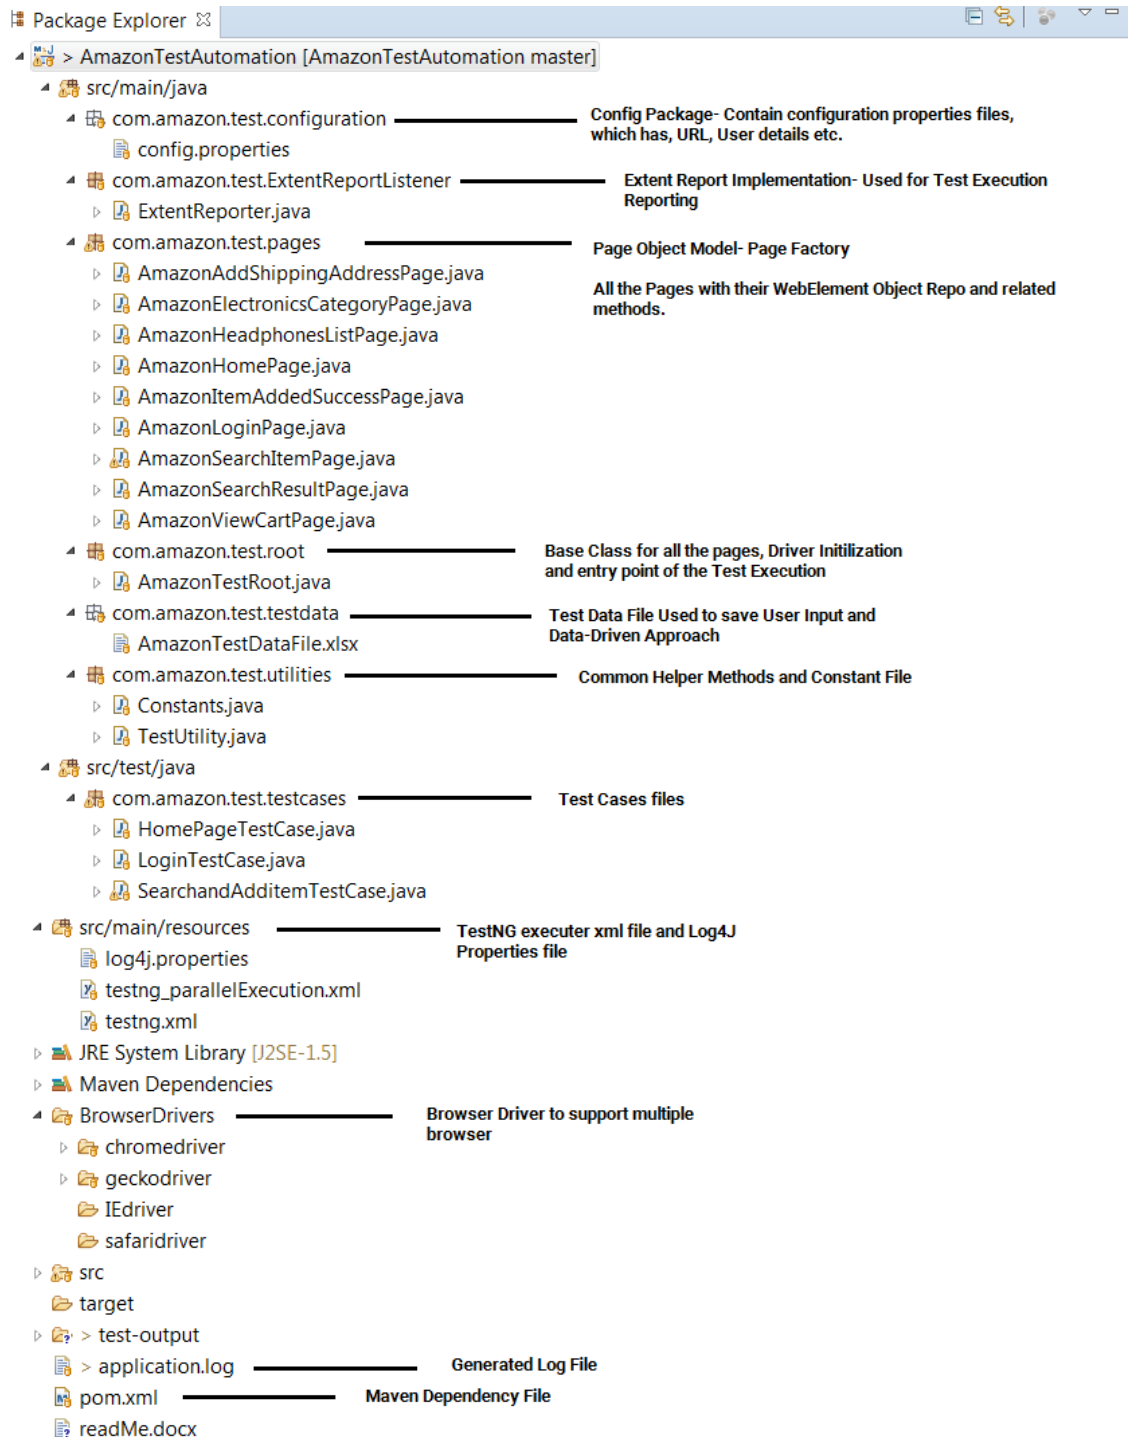 Package Explorer
> AmazonTestAutomation [AmazonTestAutomation master]
src/main/java
com.amazon.test.configuration
Config Package- Contain configuration properties files,
which has, URL, User details etc.
config.properties
com.amazon.test.ExtentReportListener
Extent Report Implementation- Used for Test Execution
Reporting
ExtentReporter.java
com.amazon.test.pages
Page Object Model- Page Factory
AmazonAddShippingAddressPage.java
All the Pages with their WebElement Object Repo and related
methods.
AmazonElectronicsCategoryPage.java
AmazonHeadphonesListPage.java
AmazonHomePage.java
AmazonItemAddedSuccessPage.java
AmazonLoginPage.java
AmazonSearchItemPage.java
AmazonSearchResultPage.java
AmazonViewCartPage.java
com.amazon.test.root
Base Class for all the pages, Driver Initilization
and entry point of the Test Execution
AmazonTestRoot.java
com.amazon.test.testdata
Test Data File Used to save User Input and
Data-Driven Approach
AmazonTestDataFile.xlsx
com.amazon.test.utilities
Common Helper Methods and Constant File
Constants.java
TestUtility.java
src/test/java
com.amazon.test.testcases
Test Cases files
HomePageTestCase.java
LoginTestCase.java
SearchandAdditemTestCase.java
src/main/resources
TestNG executer xml file and Log4J
Properties file
log4j.properties
testng_parallelExecution.xml
testng.xml
JRE System Library [J2SE-1.5]
Maven Dependencies
BrowserDrivers
Browser Driver to support multiple
browser
chromedriver
geckodriver
IEdriver
safaridriver
src
target
> test-output
> application.log
Generated Log File
pom.xml
Maven Dependency File
readMe.docx